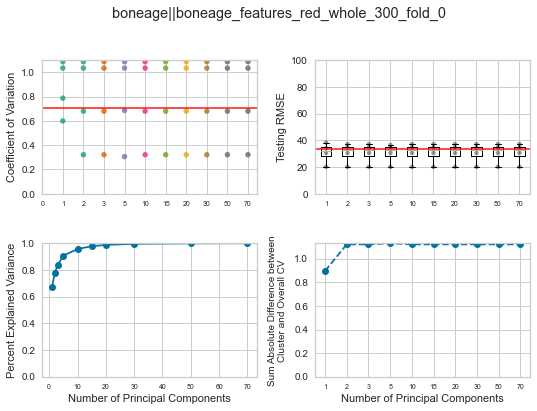 boneage||boneage_features_red_whole_300_fold_0
Coefficient of Variation
1.0
0.8
0.6
0.4
0.2
0.0
0 1 2 3 5 10 15 20 30 50 70
Testing RMSE
100
80
60
40
20
0
1 2 3 5 10 15 20 30 50 70
Percent Explained Variance
1.0
0.8
0.6
0.4
0.2
0.0
0 10 20 30 40 50 60 70
Number of Principal Components
Sum Absolute Difference between
Cluster and Overall CV
1.0
0.8
0.6
0.4
0.2
0.0
1 2 3 5 10 15 20 30 50 70
Number of Principal Components